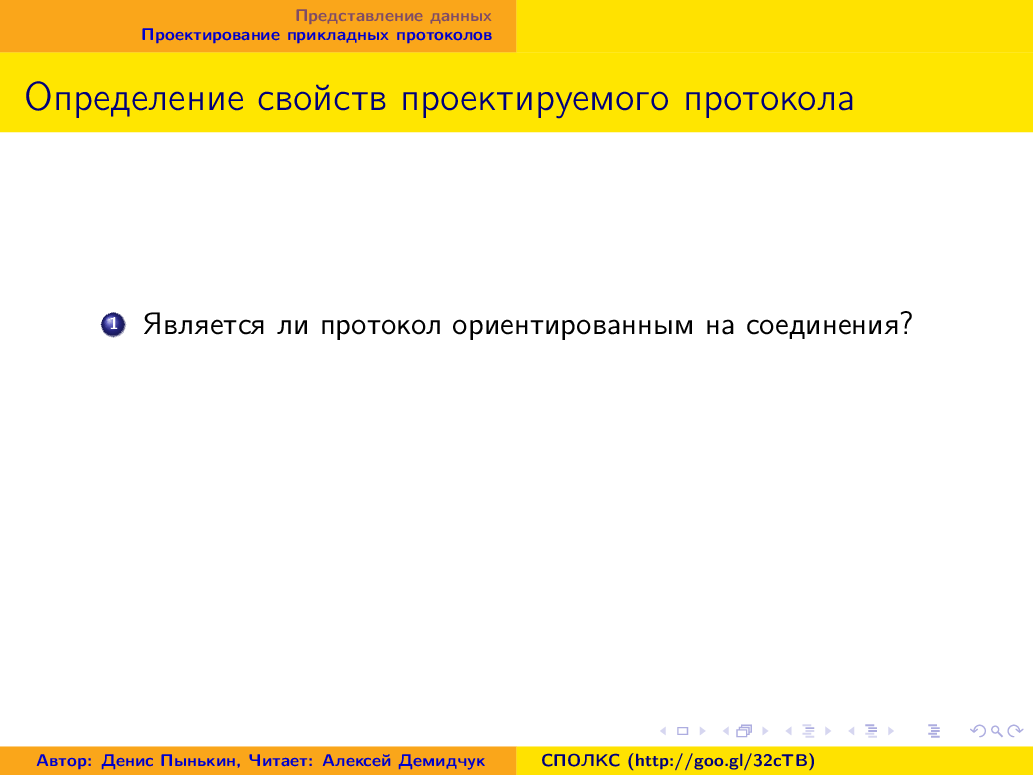 Представление данных
Проектирование прикладных протоколов
Определение свойств проектируемого протокола
1 Является ли протокол ориентированным на соединения?
Автор: Денис Пынькин, Читает: Алексей Демидчук
СПОЛКС (http://goo.gl/32cTB)